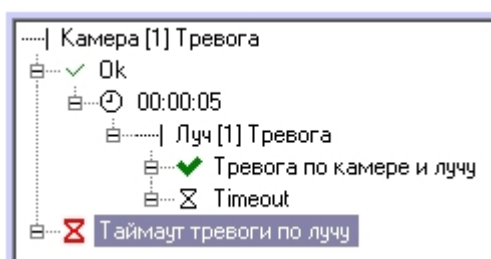 Камера [1] Тревога
Ok
00:00:05
Луч [1] Тревога
Тревога по камере и лучу
Timeout
Таймаут тревоги по лучу